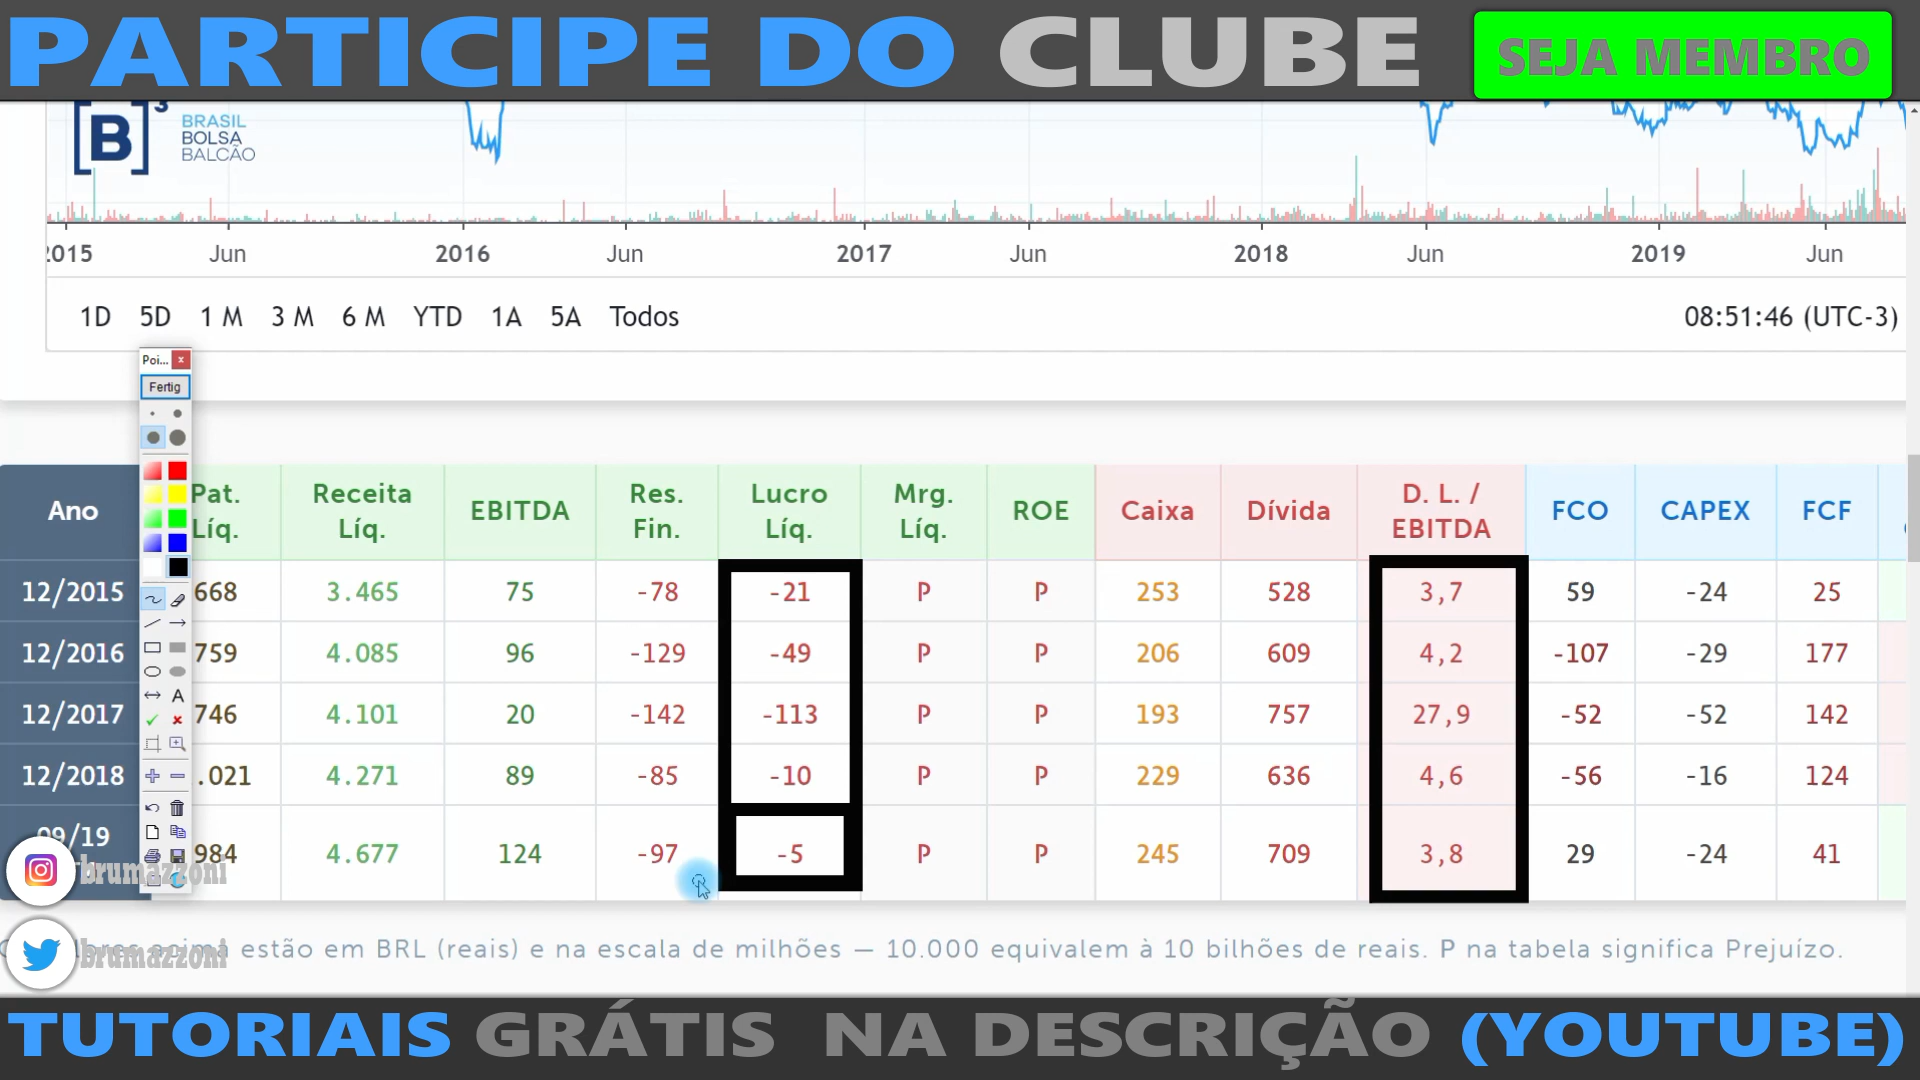 PARTICIPE DO CLUBE
SEJA MEMBRO
[B]3
BRASIL
BOLSA
BALCÃO
2015 Jun 2016 Jun 2017 Jun 2018 Jun 2019 Jun
1D 5D 1 M 3 M 6 M YTD 1A 5A Todos 08:51:46 (UTC-3)
Poi... x
Fertig
A
Ano Pat. Líq. Receita Líq. EBITDA Res. Fin. Lucro Líq. Mrg. Líq. ROE Caixa Dívida D. L. / EBITDA FCO CAPEX FCF
12/2015 668 3.465 75 -78 -21 P P 253 528 3,7 59 -24 25
12/2016 759 4.085 96 -129 -49 P P 206 609 4,2 -107 -29 177
12/2017 746 4.101 20 -142 -113 P P 193 757 27,9 -52 -52 142
12/2018 .021 4.271 89 -85 -10 P P 229 636 4,6 -56 -16 124
09/19 984 4.677 124 -97 -5 P P 245 709 3,8 29 -24 41
brumazzoni
brumazzoni
acima estão em BRL (reais) e na escala de milhões — 10.000 equivalem à 10 bilhões de reais. P na tabela significa Prejuízo.
TUTORIAIS GRÁTIS NA DESCRIÇÃO (YOUTUBE)